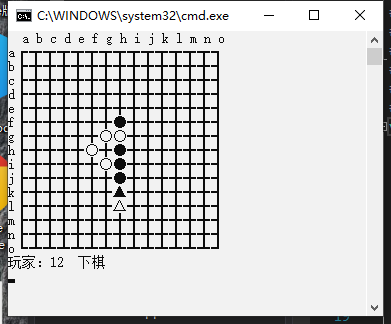 C:\WINDOWS\system32\cmd.exe
a b c d e f g h i j k l m n o
a
b
c
d
e
f
g
h
i
j
k
l
m
n
o
玩家: 12 下棋